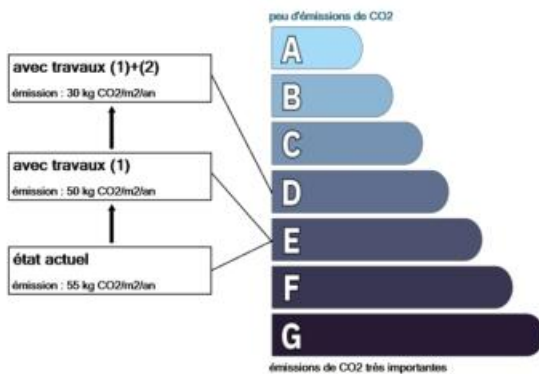 peu d'émissions de CO2
A
B
C
D
E
F
G
émissions de CO2 très importantes
avec travaux (1)+(2)
émission : 30 kg CO2/m2/an
avec travaux (1)
émission : 50 kg CO2/m2/an
état actuel
émission : 55 kg CO2/m2/an